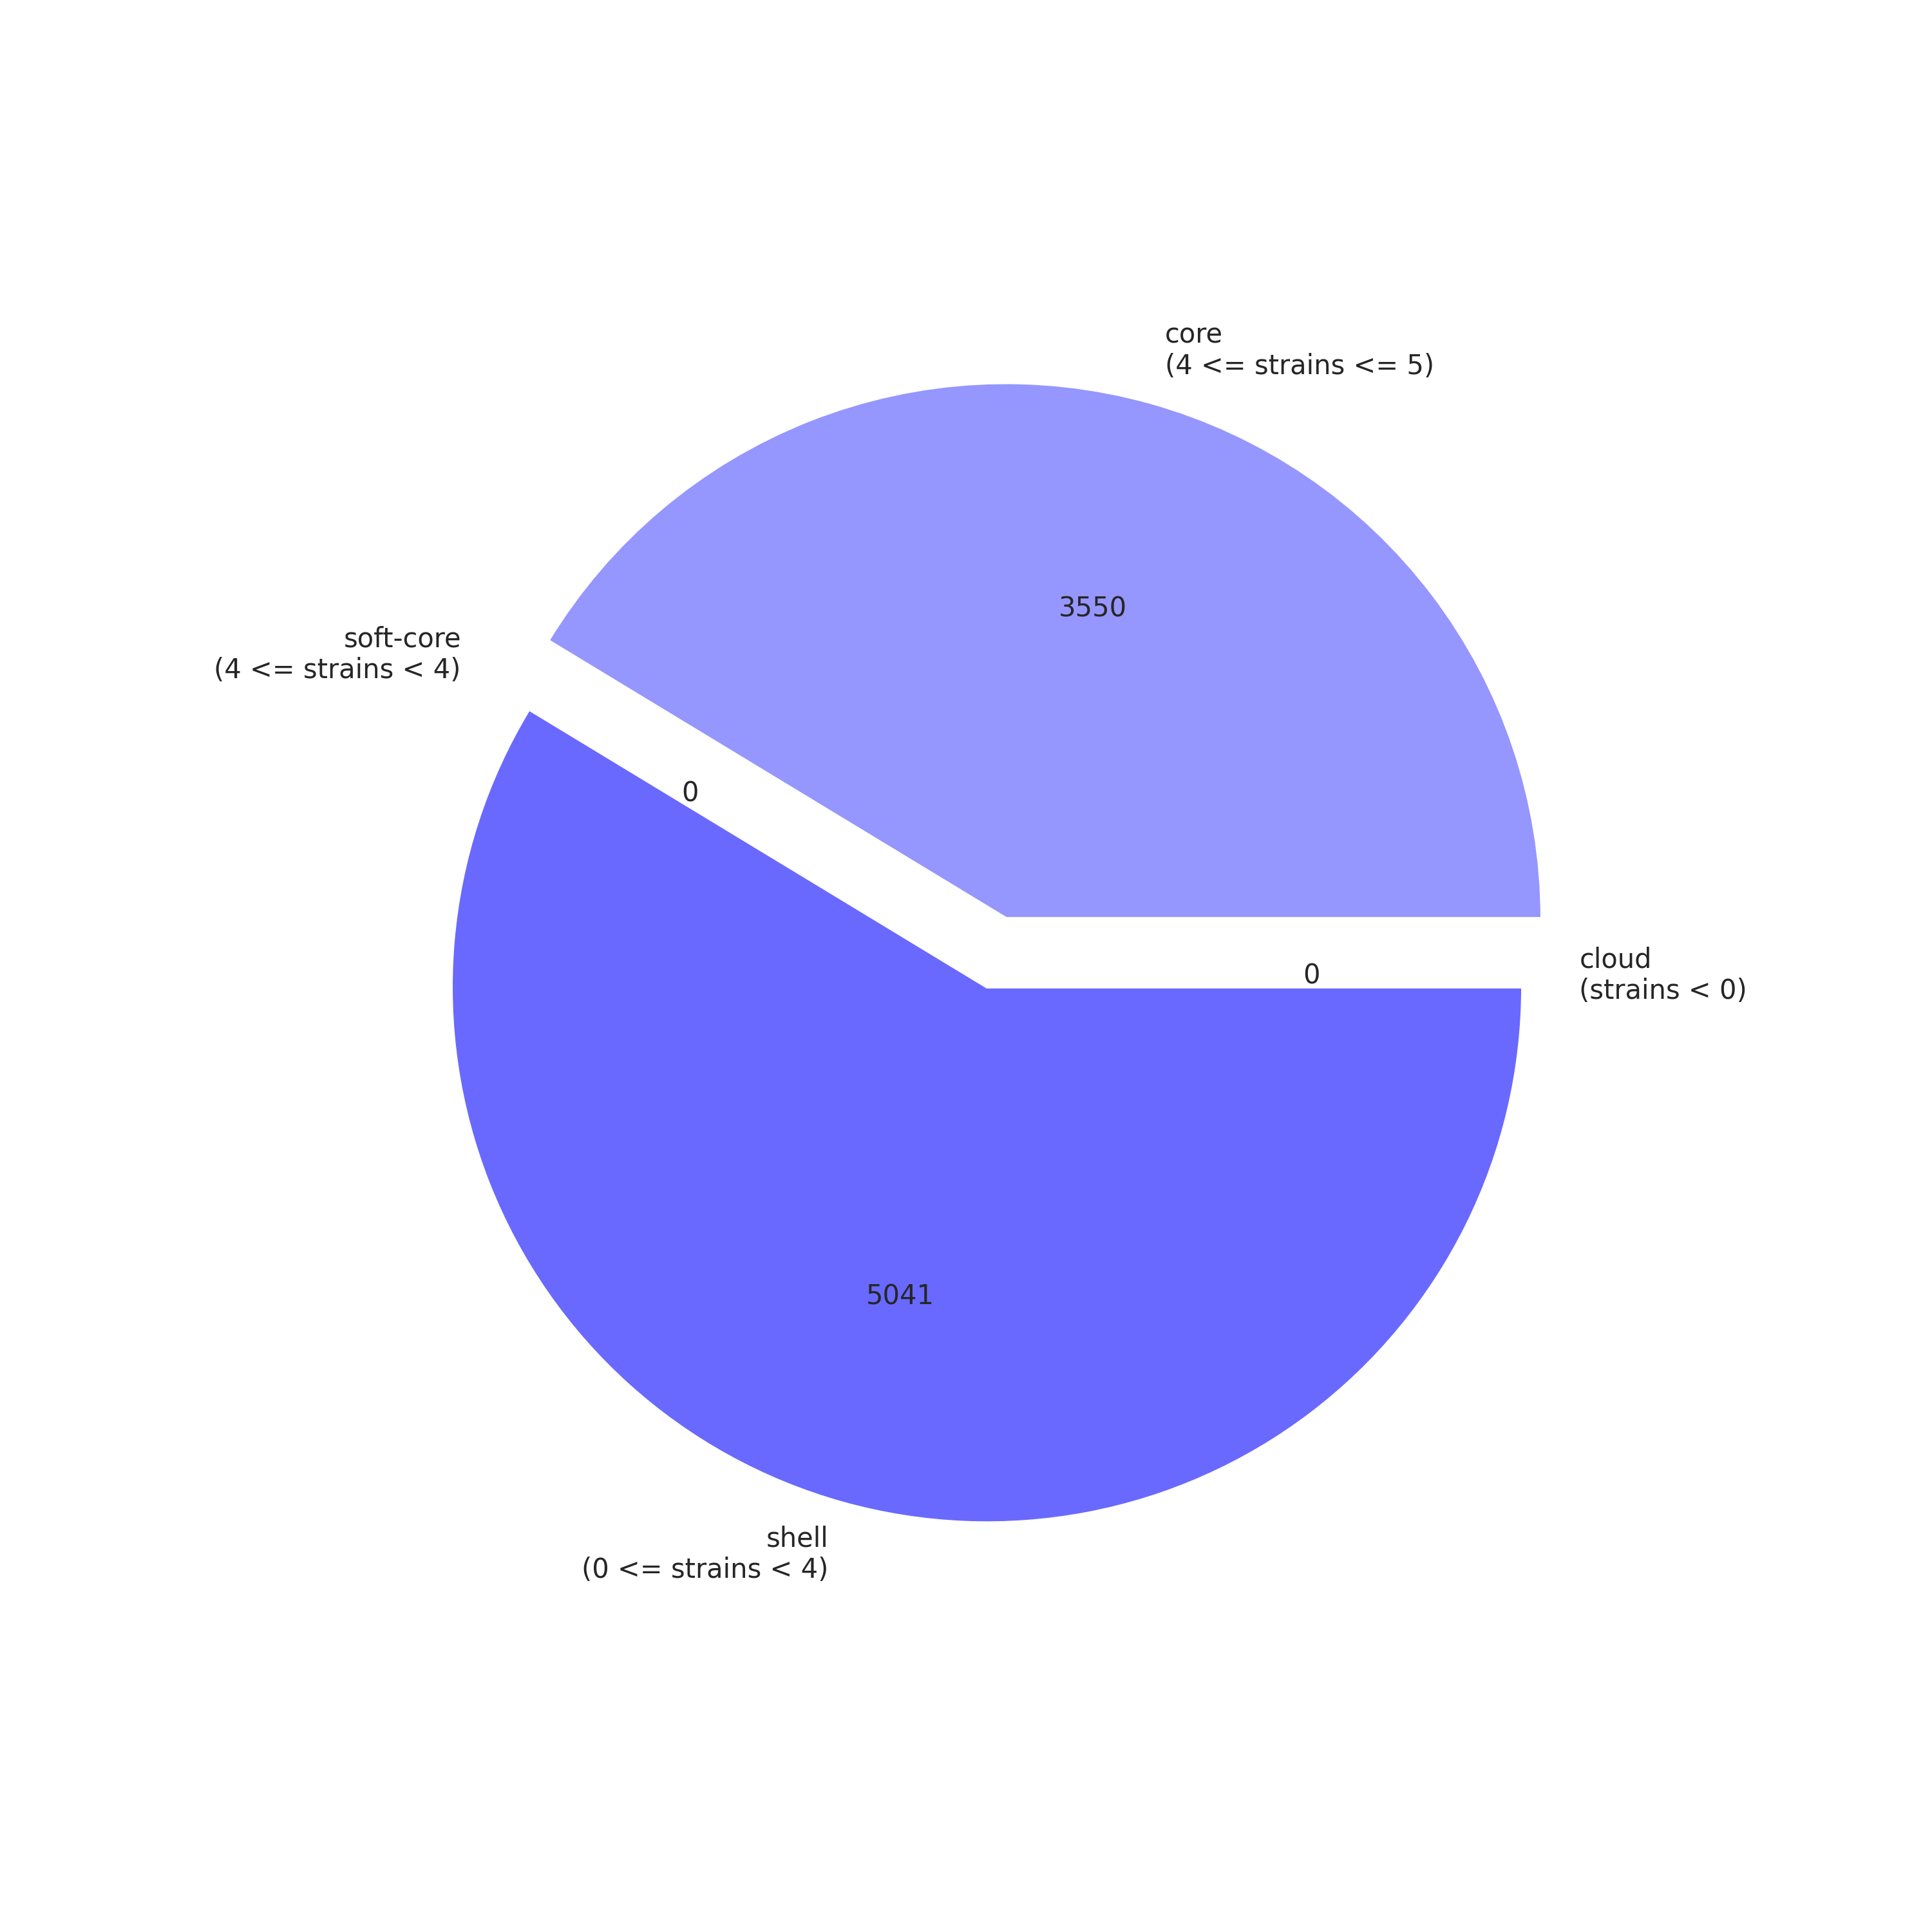 core
(4 <= strains <= 5)
3550
soft-core
(4 <= strains < 4)
0
cloud
(strains < 0)
0
5041
shell
(0 <= strains < 4)